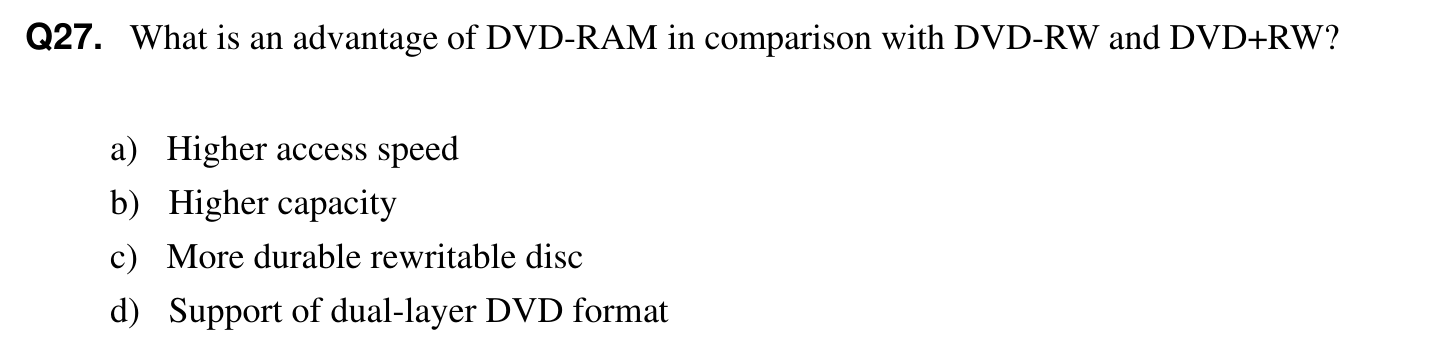 Q27. What is an advantage of DVD-RAM in comparison with DVD-RW and DVD+RW?
a) Higher access speed
b) Higher capacity
c) More durable rewritable disc
d) Support of dual-layer DVD format